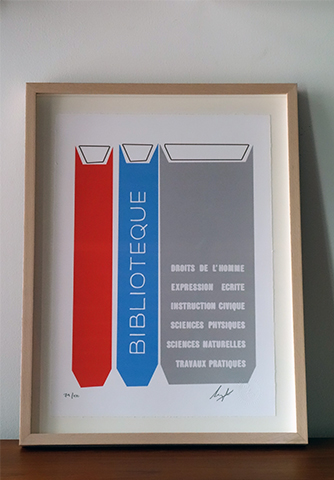 BIBLIOTEQUE
DROITS DE L'HOMME
EXPRESSION ECRITE
INSTRUCTION CIVIQUE
SCIENCES PHYSIQUES
SCIENCES NATURELLES
TRAVAUX PRATIQUES